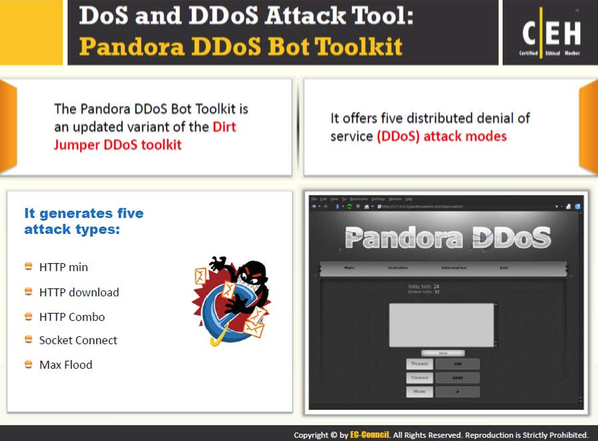 DoS and DDoS Attack Tool:
Pandora DDoS Bot Toolkit
C|EH
Certified Ethical Hacker
The Pandora DDoS Bot Toolkit is
an updated variant of the Dirt
Jumper DDoS toolkit
It offers five distributed denial of
service (DDoS) attack modes
It generates five
attack types:
HTTP min
HTTP download
HTTP Combo
Socket Connect
Max Flood
Pandora DDoS
Main Statistics Information Exit
Today bots: 24
Online bots: 32
Save
Threads
Timeout
Mode
Copyright © by EC-Council. All Rights Reserved. Reproduction is Strictly Prohibited.